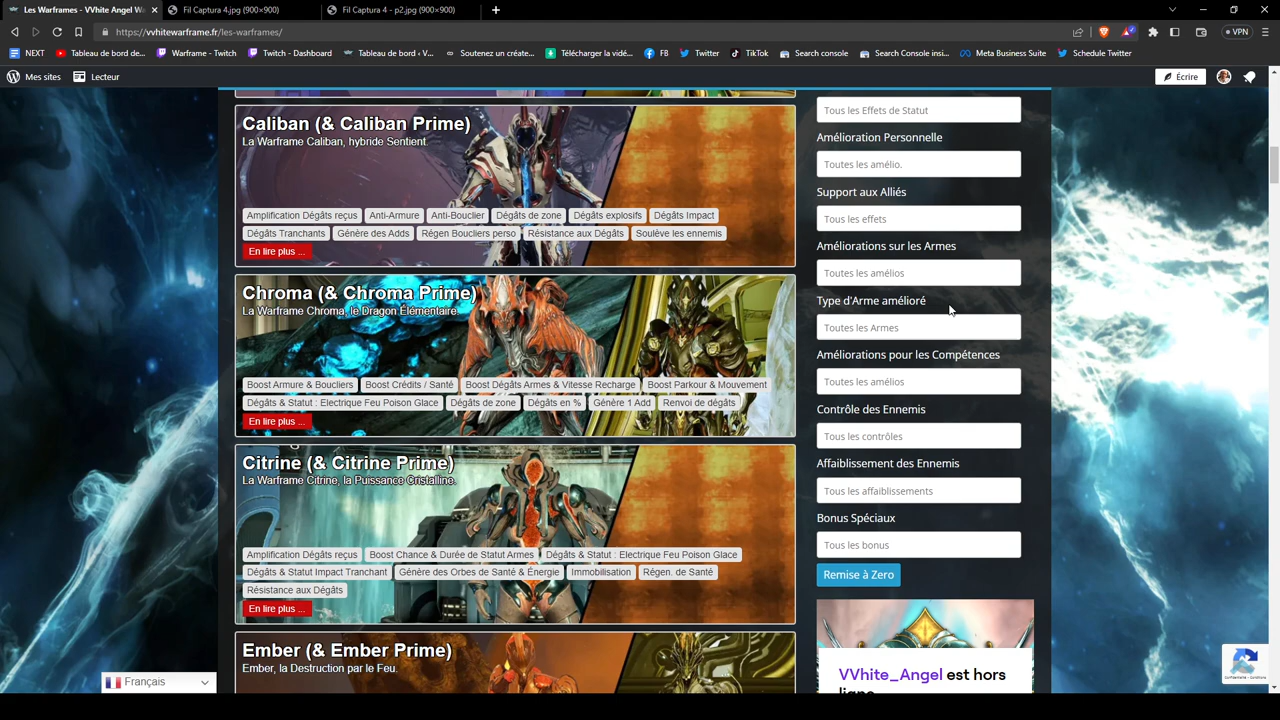 Les Warframes - VVhite Angel Wa
Fil Captura 4.jpg (900×900)
Fil Captura 4 - p2.jpg (900×900)
https://vvhitewarframe.fr/les-warframes/
VPN
NEXT
Tableau de bord de...
Warframe - Twitch
Twitch - Dashboard
Tableau de bord ‹ V...
Soutenez un créate...
Télécharger la vidé...
FB
Twitter
TikTok
Search console
Search Console insi...
Meta Business Suite
Schedule Twitter
Mes sites
Lecteur
Écrire
Caliban (& Caliban Prime)
La Warframe Caliban, hybride Sentient.
Amplification Dégâts reçus
Anti-Armure
Anti-Bouclier
Dégâts de zone
Dégâts explosifs
Dégâts Impact
Dégâts Tranchants
Génère des Adds
Régen Boucliers perso
Résistance aux Dégâts
Soulève les ennemis
En lire plus ...
Chroma (& Chroma Prime)
La Warframe Chroma, le Dragon Élémentaire.
Boost Armure & Boucliers
Boost Crédits / Santé
Boost Dégâts Armes & Vitesse Recharge
Boost Parkour & Mouvement
Dégâts & Statut : Electrique Feu Poison Glace
Dégâts de zone
Dégâts en %
Génère 1 Add
Renvoi de dégâts
En lire plus ...
Citrine (& Citrine Prime)
La Warframe Citrine, la Puissance Cristalline.
Amplification Dégâts reçus
Boost Chance & Durée de Statut Armes
Dégâts & Statut : Electrique Feu Poison Glace
Dégâts & Statut Impact Tranchant
Génère des Orbes de Santé & Énergie
Immobilisation
Régen. de Santé
Résistance aux Dégâts
En lire plus ...
Ember (& Ember Prime)
Ember, la Destruction par le Feu.
Tous les Effets de Statut
Amélioration Personnelle
Toutes les amélio.
Support aux Alliés
Tous les effets
Améliorations sur les Armes
Toutes les amélios
Type d'Arme amélioré
Toutes les Armes
Améliorations pour les Compétences
Toutes les amélios
Contrôle des Ennemis
Tous les contrôles
Affaiblissement des Ennemis
Tous les affaiblissements
Bonus Spéciaux
Tous les bonus
Remise à Zero
VVhite_Angel est hors
ligne
Français